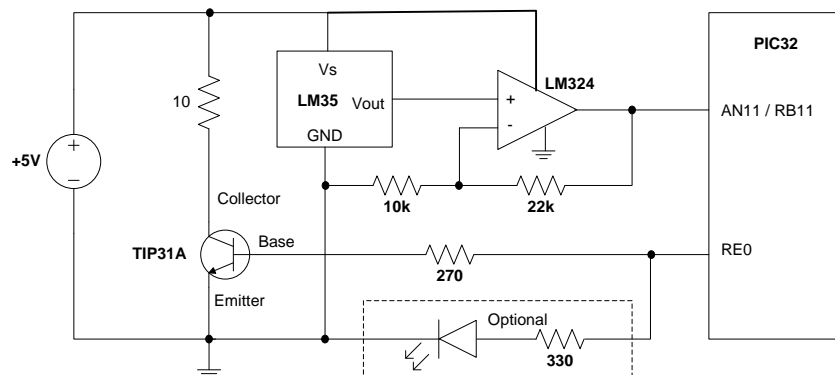 PIC32
Vs
LM324
LM35
10
Vout
+
AN11 / RB11
-
GND
+
+5V
-
10k
22k
Collector
TIP31A
Base
RE0
270
Emitter
Optional
330